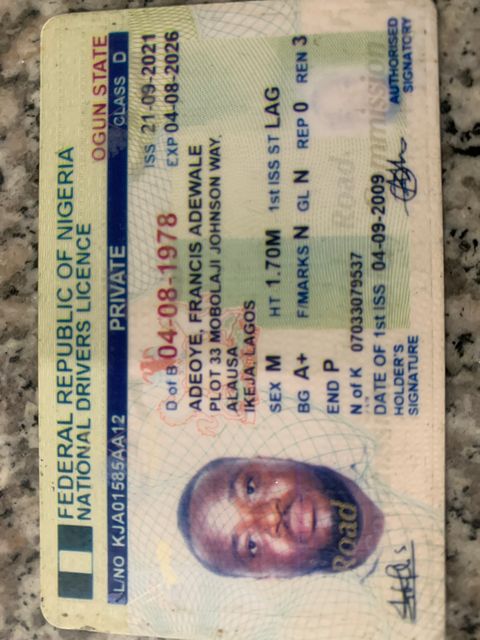 FEDERAL REPUBLIC OF NIGERIA
NATIONAL DRIVERS LICENCE
OGUN STATE
L/NO KJA01585AA12 PRIVATE CLASS D
ISS 21-09-2021
D of B 04-08-1978 EXP 04-08-2026
ADEOYE, FRANCIS ADEWALE
PLOT 33 MOBOLAJI JOHNSON WAY,
ALAUSA
IKEJA, LAGOS
SEX M HT 1.70M 1st ISS ST LAG
BG A+ F/MARKS N GL N REP 0 REN 3
END P
Road Road
N of K 07033079537
DATE OF 1st ISS 04-09-2009
HOLDER'S
SIGNATURE
AUTHORISED
SIGNATORY